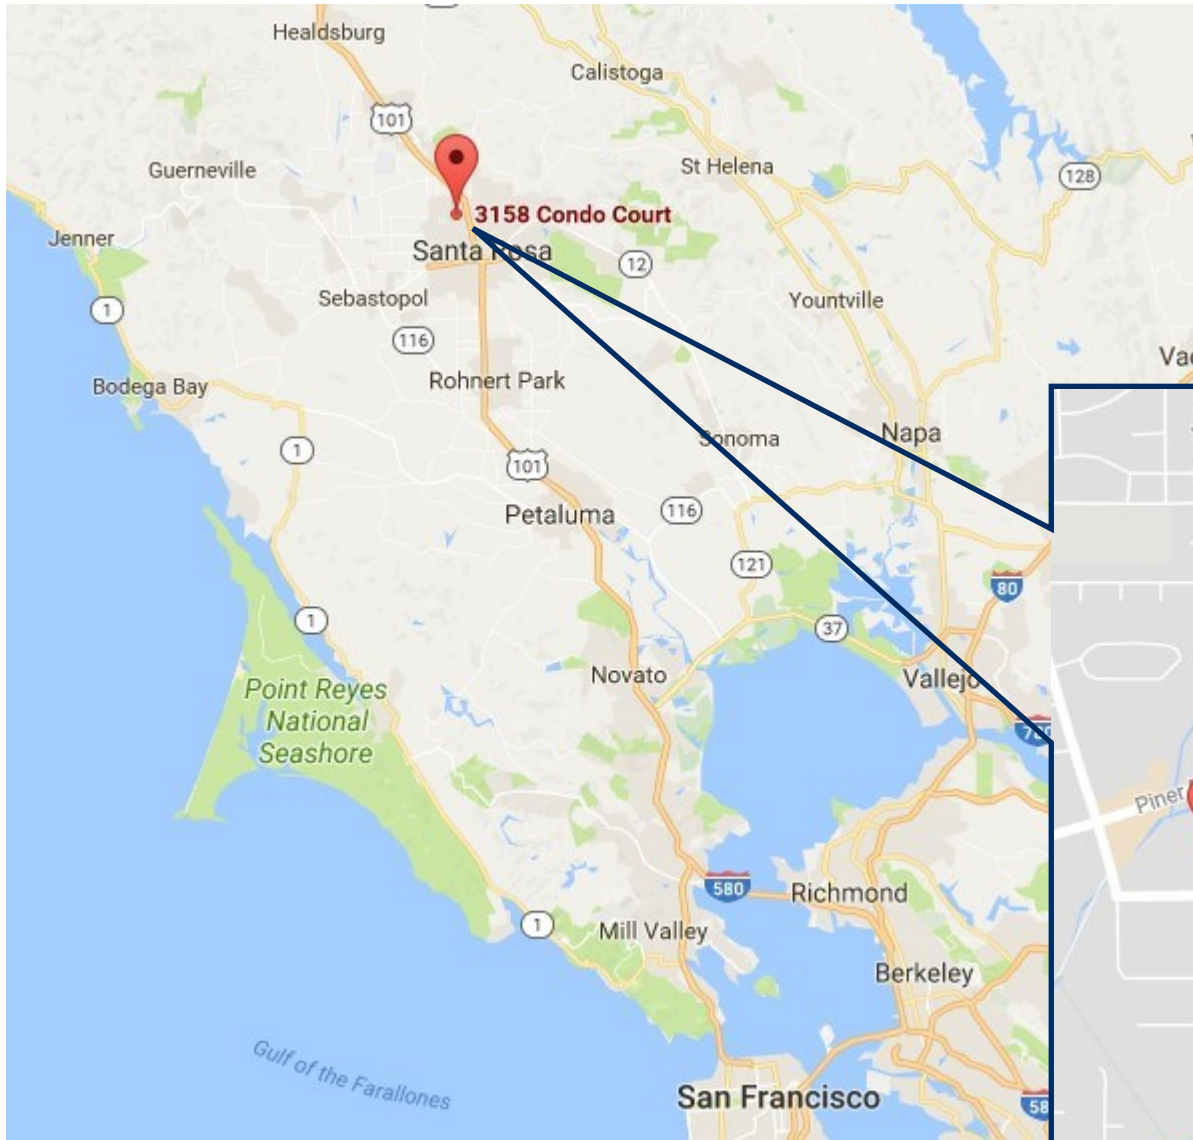 Healdsburg
Calistoga
101
Guerneville
St Helena
128
3158 Condo Court
Jenner
Santa Rosa
12
Sebastopol
Yountville
1
116
Bodega Bay
Rohnert Park
Sonoma
Napa
1
101
Petaluma
116
121
80
1
37
Novato
Vallejo
Point Reyes
National
Seashore
780
Piner
580
Richmond
1
Mill Valley
Berkeley
Gulf of the Farallones
San Francisco